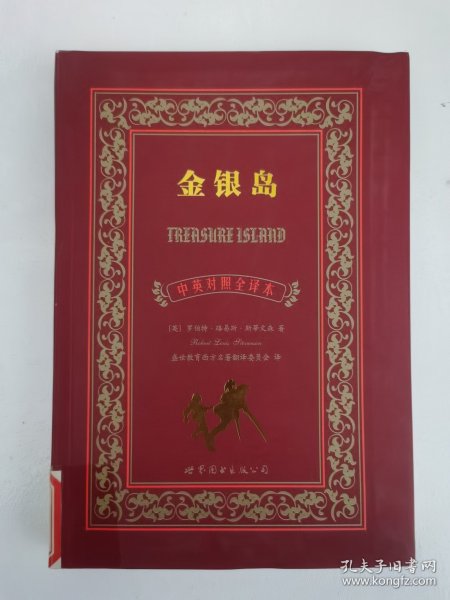 金银岛
TREASURE ISLAND
中英对照全译本
[英] 罗伯特·路易斯·斯蒂文森 著
Robert Louis Stevenson
盛世教育西方名著翻译委员会 译
世界图书出版公司
孔夫子旧书网
www.kongfz.com